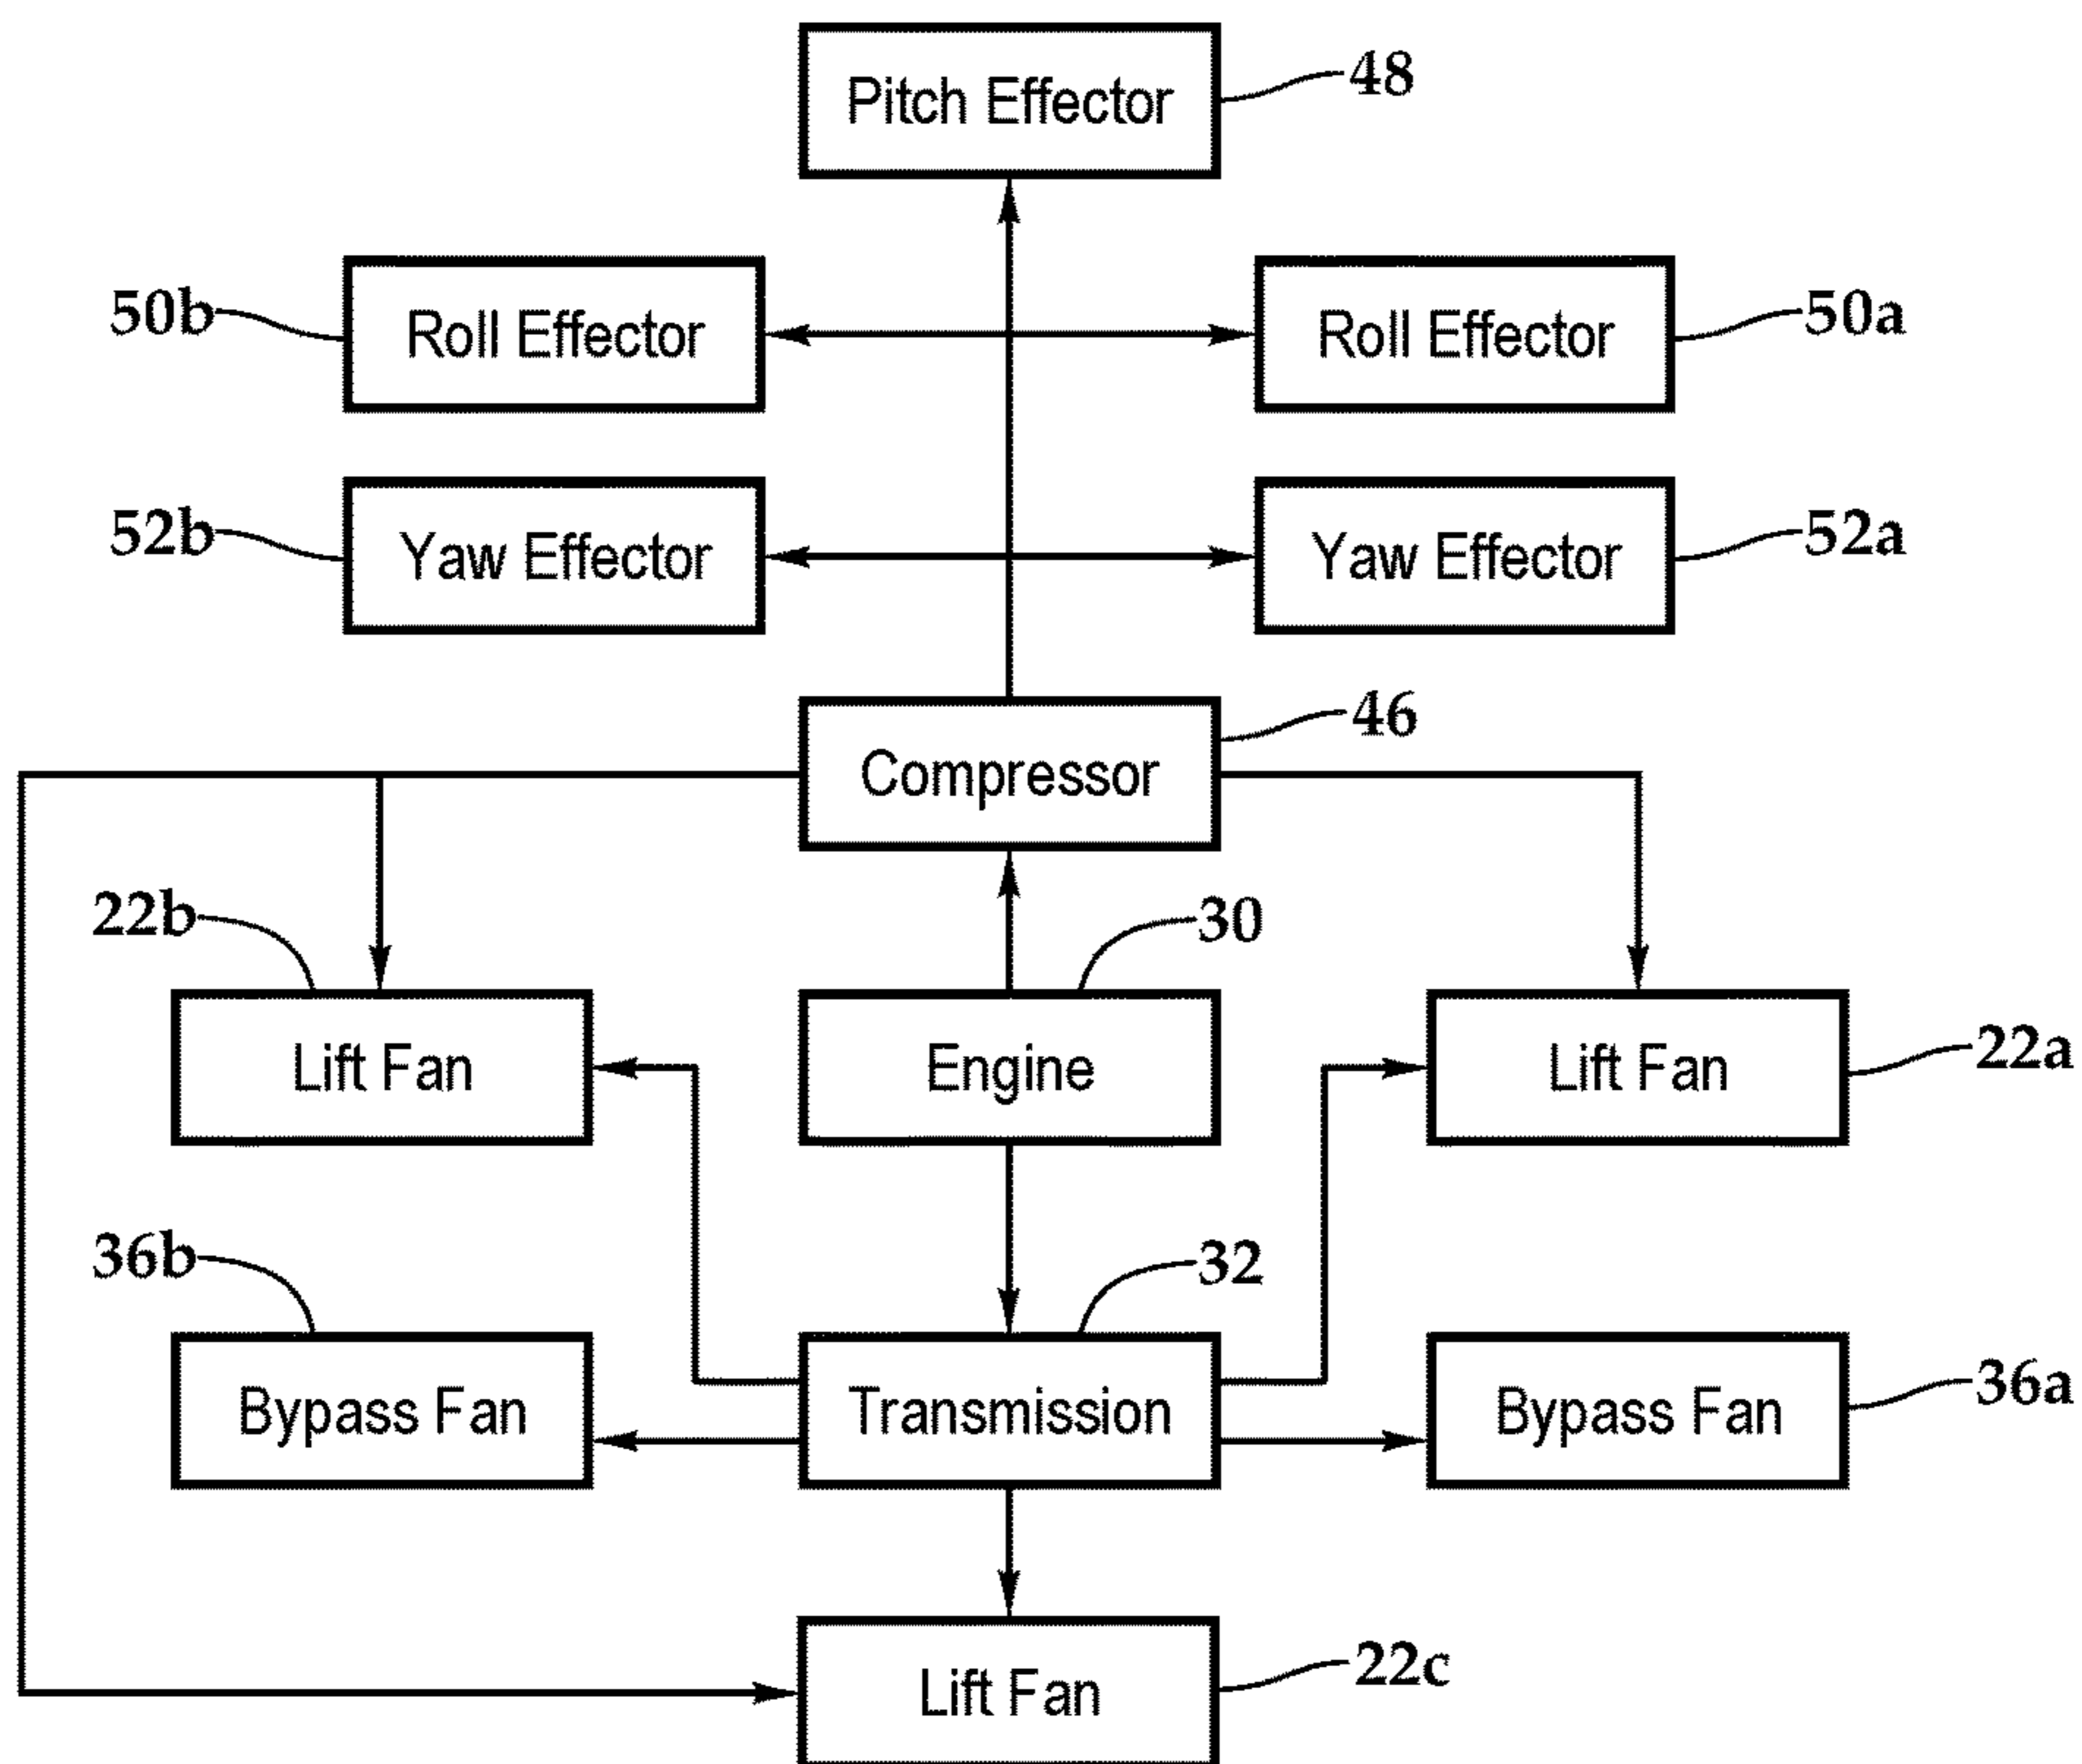 Pitch Effector
48
50b
Roll Effector
Roll Effector
50a
52b
Yaw Effector
Yaw Effector
52a
46
Compressor
22b
30
Lift Fan
Engine
Lift Fan
22a
36b
32
Bypass Fan
Transmission
Bypass Fan
36a
Lift Fan
22c